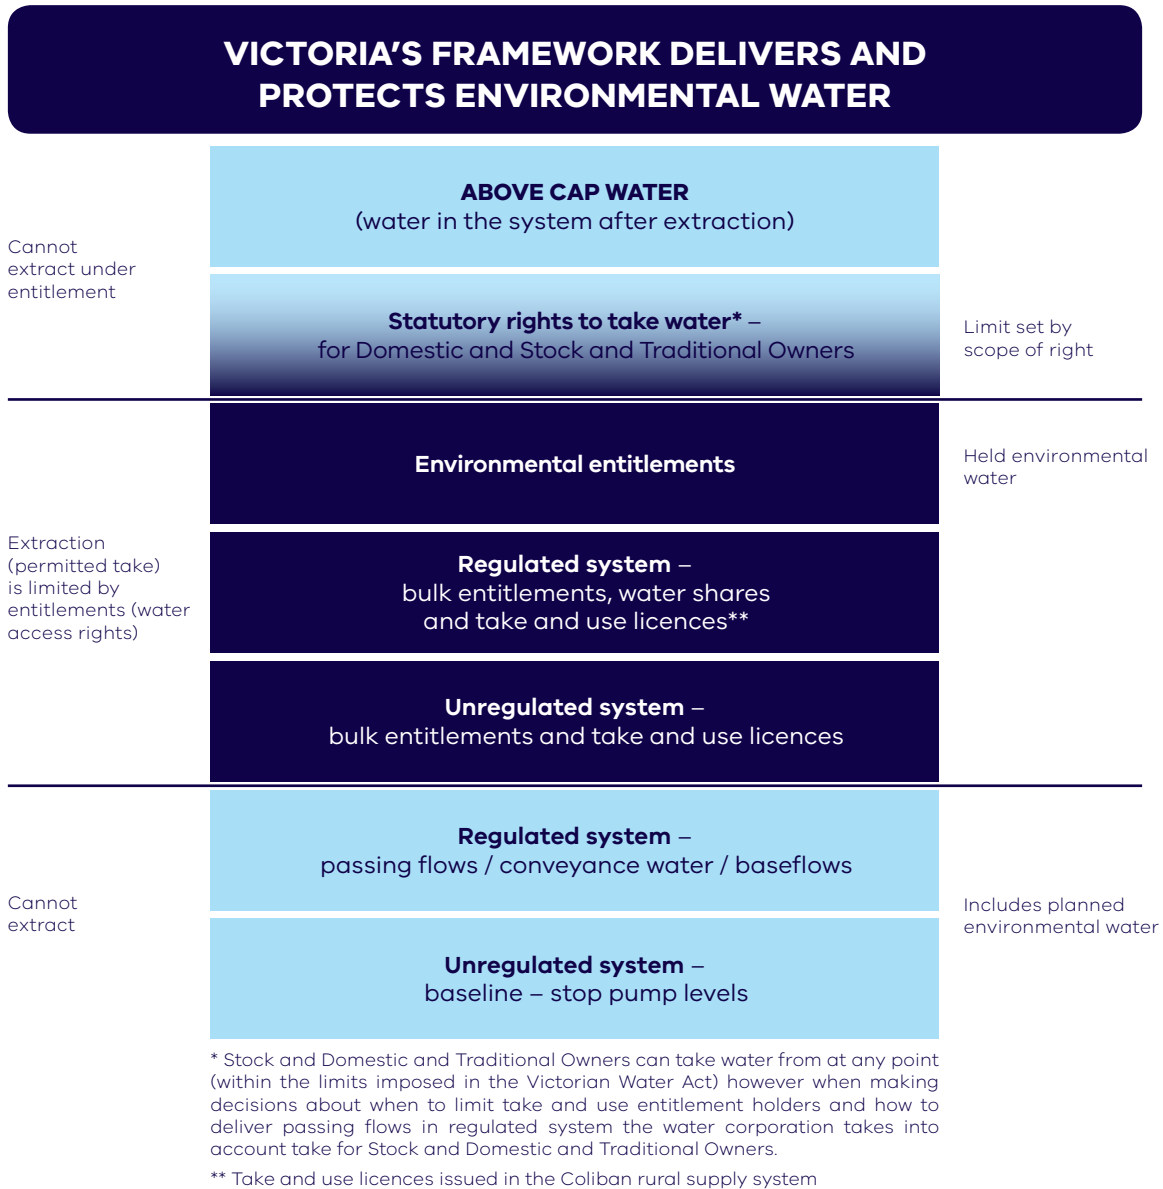 VICTORIA'S FRAMEWORK DELIVERS AND
PROTECTS ENVIRONMENTAL WATER
ABOVE CAP WATER
(water in the system after extraction)
Cannot
extract under
entitlement
Statutory rights to take water* –
for Domestic and Stock and Traditional Owners
Limit set by
scope of right
Environmental entitlements
Held environmental
water
Extraction
(permitted take)
is limited by
entitlements (water
access rights)
Regulated system –
bulk entitlements, water shares
and take and use licences**
Unregulated system –
bulk entitlements and take and use licences
Regulated system –
passing flows / conveyance water / baseflows
Cannot
extract
Includes planned
environmental water
Unregulated system –
baseline – stop pump levels
* Stock and Domestic and Traditional Owners can take water from at any point
(within the limits imposed in the Victorian Water Act) however when making
decisions about when to limit take and use entitlement holders and how to
deliver passing flows in regulated system the water corporation takes into
account take for Stock and Domestic and Traditional Owners.
** Take and use licences issued in the Coliban rural supply system